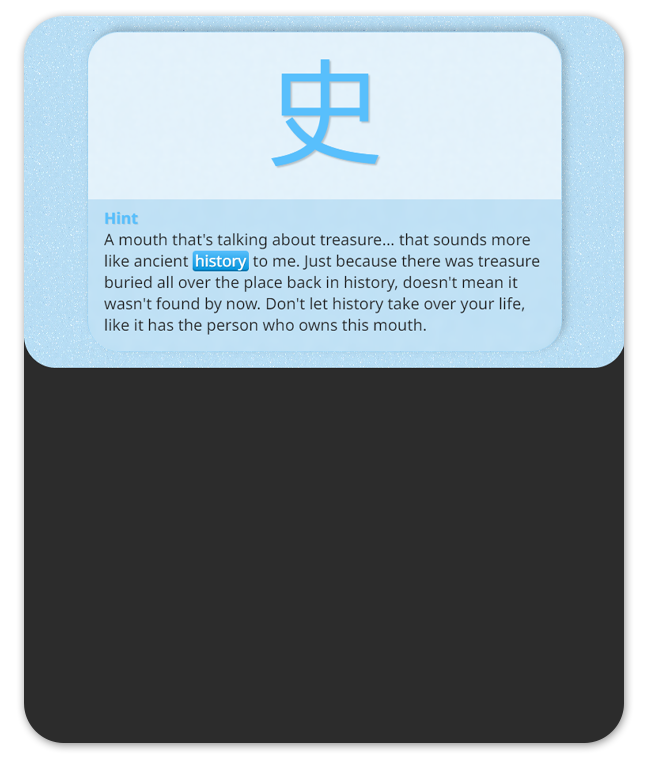 史
Hint
A mouth that's talking about treasure... that sounds more
like ancient history to me. Just because there was treasure
buried all over the place back in history, doesn't mean it
wasn't found by now. Don't let history take over your life,
like it has the person who owns this mouth.